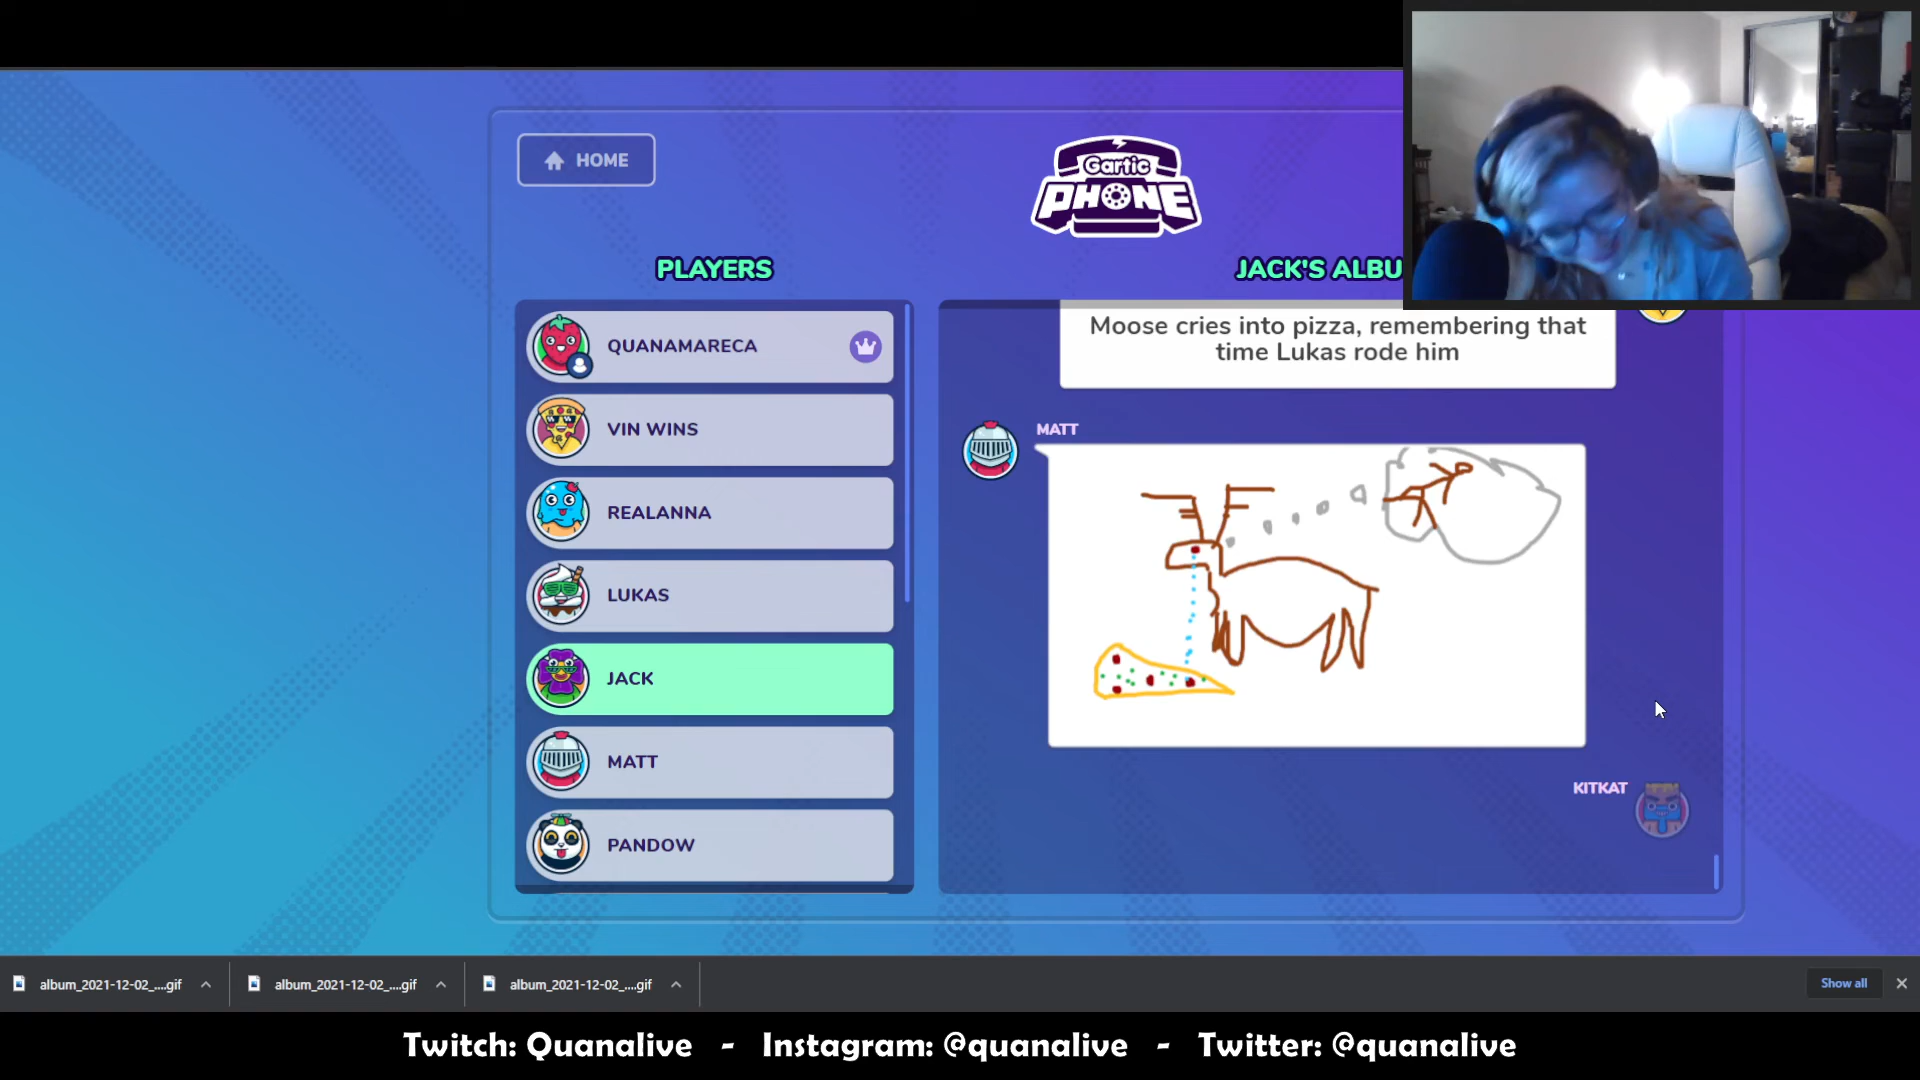 HOME
Gartic
PHONE
PLAYERS
JACK'S ALBU
QUANAMARECA
VIN WINS
REALANNA
LUKAS
JACK
MATT
PANDOW
Moose cries into pizza, remembering that
time Lukas rode him
MATT
KITKAT
album_2021-12-02_....gif
album_2021-12-02_....gif
album_2021-12-02_....gif
Show all
Twitch: Quanalive - Instagram: @quanalive - Twitter: @quanalive